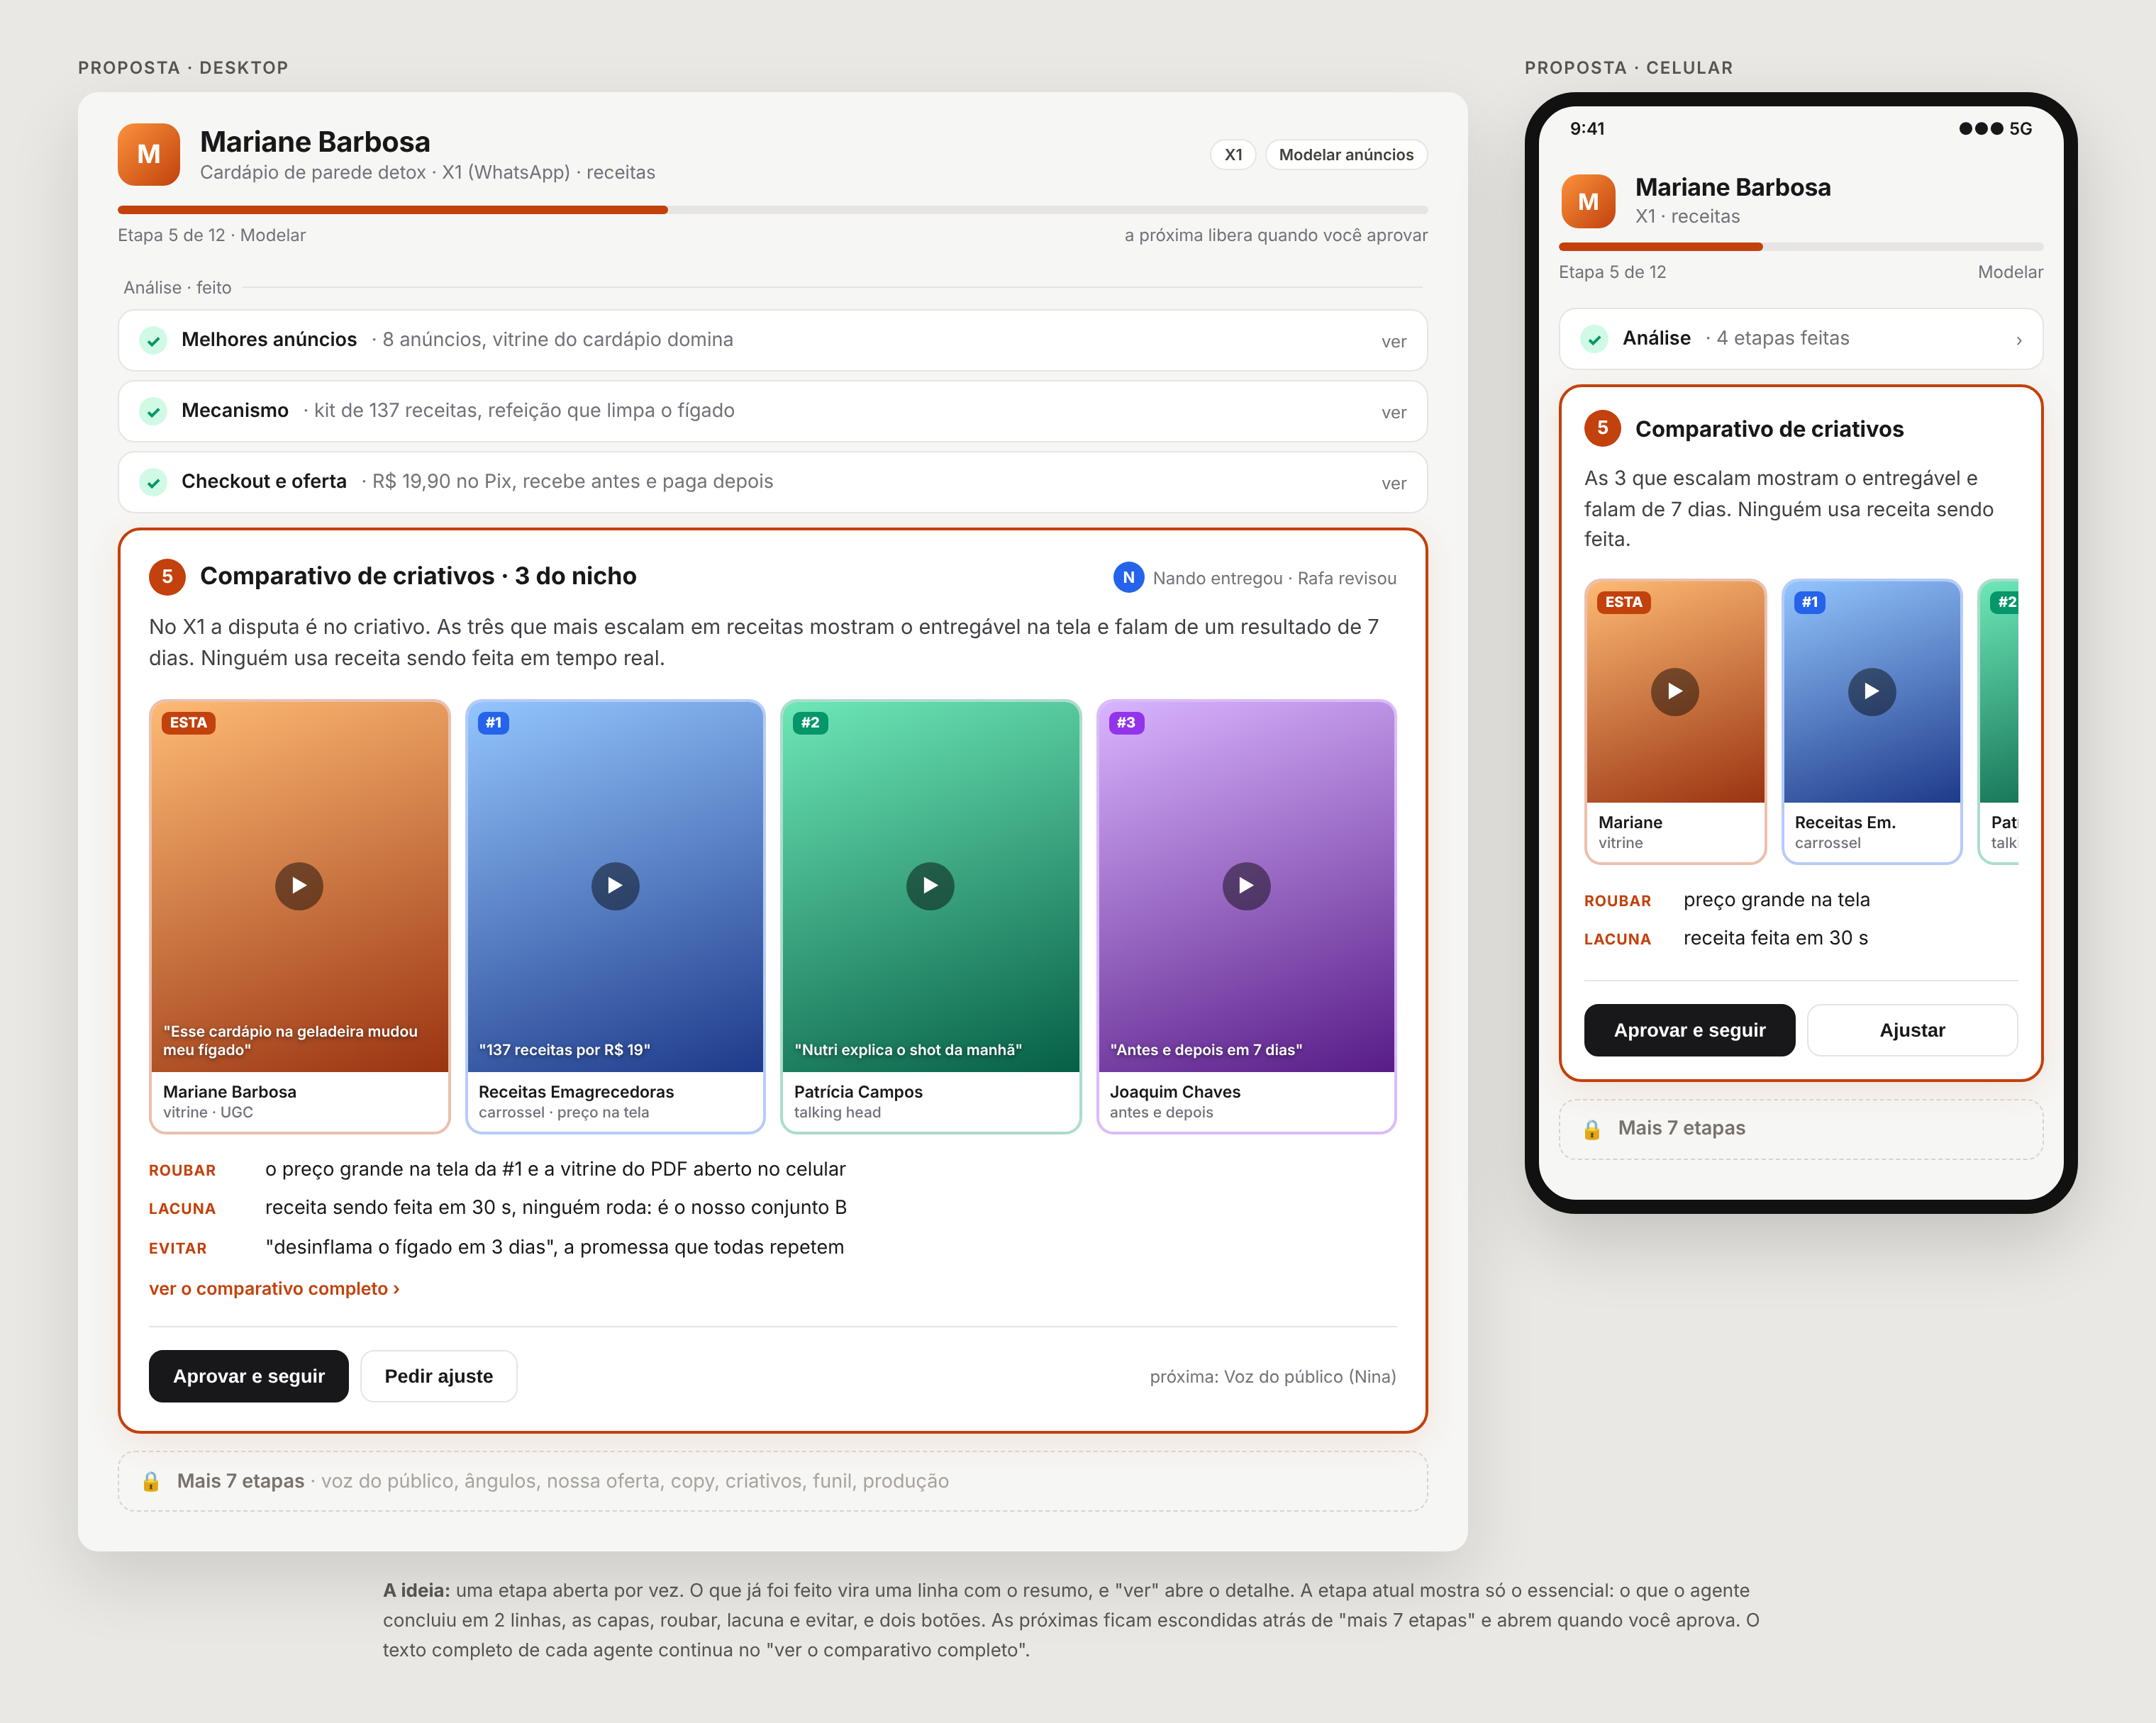 PROPOSTA · DESKTOP
M
Mariane Barbosa
Cardápio de parede detox · X1 (WhatsApp) · receitas
X1
Modelar anúncios
Etapa 5 de 12 · Modelar
a próxima libera quando você aprovar
Análise · feito
Melhores anúncios · 8 anúncios, vitrine do cardápio domina
ver
Mecanismo · kit de 137 receitas, refeição que limpa o fígado
ver
Checkout e oferta · R$ 19,90 no Pix, recebe antes e paga depois
ver
5
Comparativo de criativos · 3 do nicho
N
Nando entregou · Rafa revisou
No X1 a disputa é no criativo. As três que mais escalam em receitas mostram o entregável na tela e falam de um resultado de 7
dias. Ninguém usa receita sendo feita em tempo real.
ESTA
"Esse cardápio na geladeira mudou
meu fígado"
Mariane Barbosa
vitrine · UGC
#1
"137 receitas por R$ 19"
Receitas Emagrecedoras
carrossel · preço na tela
#2
"Nutri explica o shot da manhã"
Patrícia Campos
talking head
#3
"Antes e depois em 7 dias"
Joaquim Chaves
antes e depois
ROUBAR o preço grande na tela da #1 e a vitrine do PDF aberto no celular
LACUNA receita sendo feita em 30 s, ninguém roda: é o nosso conjunto B
EVITAR "desinflama o fígado em 3 dias", a promessa que todas repetem
ver o comparativo completo ›
Aprovar e seguir
Pedir ajuste
próxima: Voz do público (Nina)
🔒 Mais 7 etapas · voz do público, ângulos, nossa oferta, copy, criativos, funil, produção
PROPOSTA · CELULAR
9:41
●●● 5G
M
Mariane Barbosa
X1 · receitas
Etapa 5 de 12
Modelar
Análise · 4 etapas feitas
›
5
Comparativo de criativos
As 3 que escalam mostram o entregável e
falam de 7 dias. Ninguém usa receita sendo
feita.
ESTA
Mariane
vitrine
#1
Receitas Em.
carrossel
#2
ROUBAR preço grande na tela
LACUNA receita feita em 30 s
Aprovar e seguir
Ajustar
🔒 Mais 7 etapas
A ideia: uma etapa aberta por vez. O que já foi feito vira uma linha com o resumo, e "ver" abre o detalhe. A etapa atual mostra só o essencial: o que o agente
concluiu em 2 linhas, as capas, roubar, lacuna e evitar, e dois botões. As próximas ficam escondidas atrás de "mais 7 etapas" e abrem quando você aprova. O
texto completo de cada agente continua no "ver o comparativo completo".